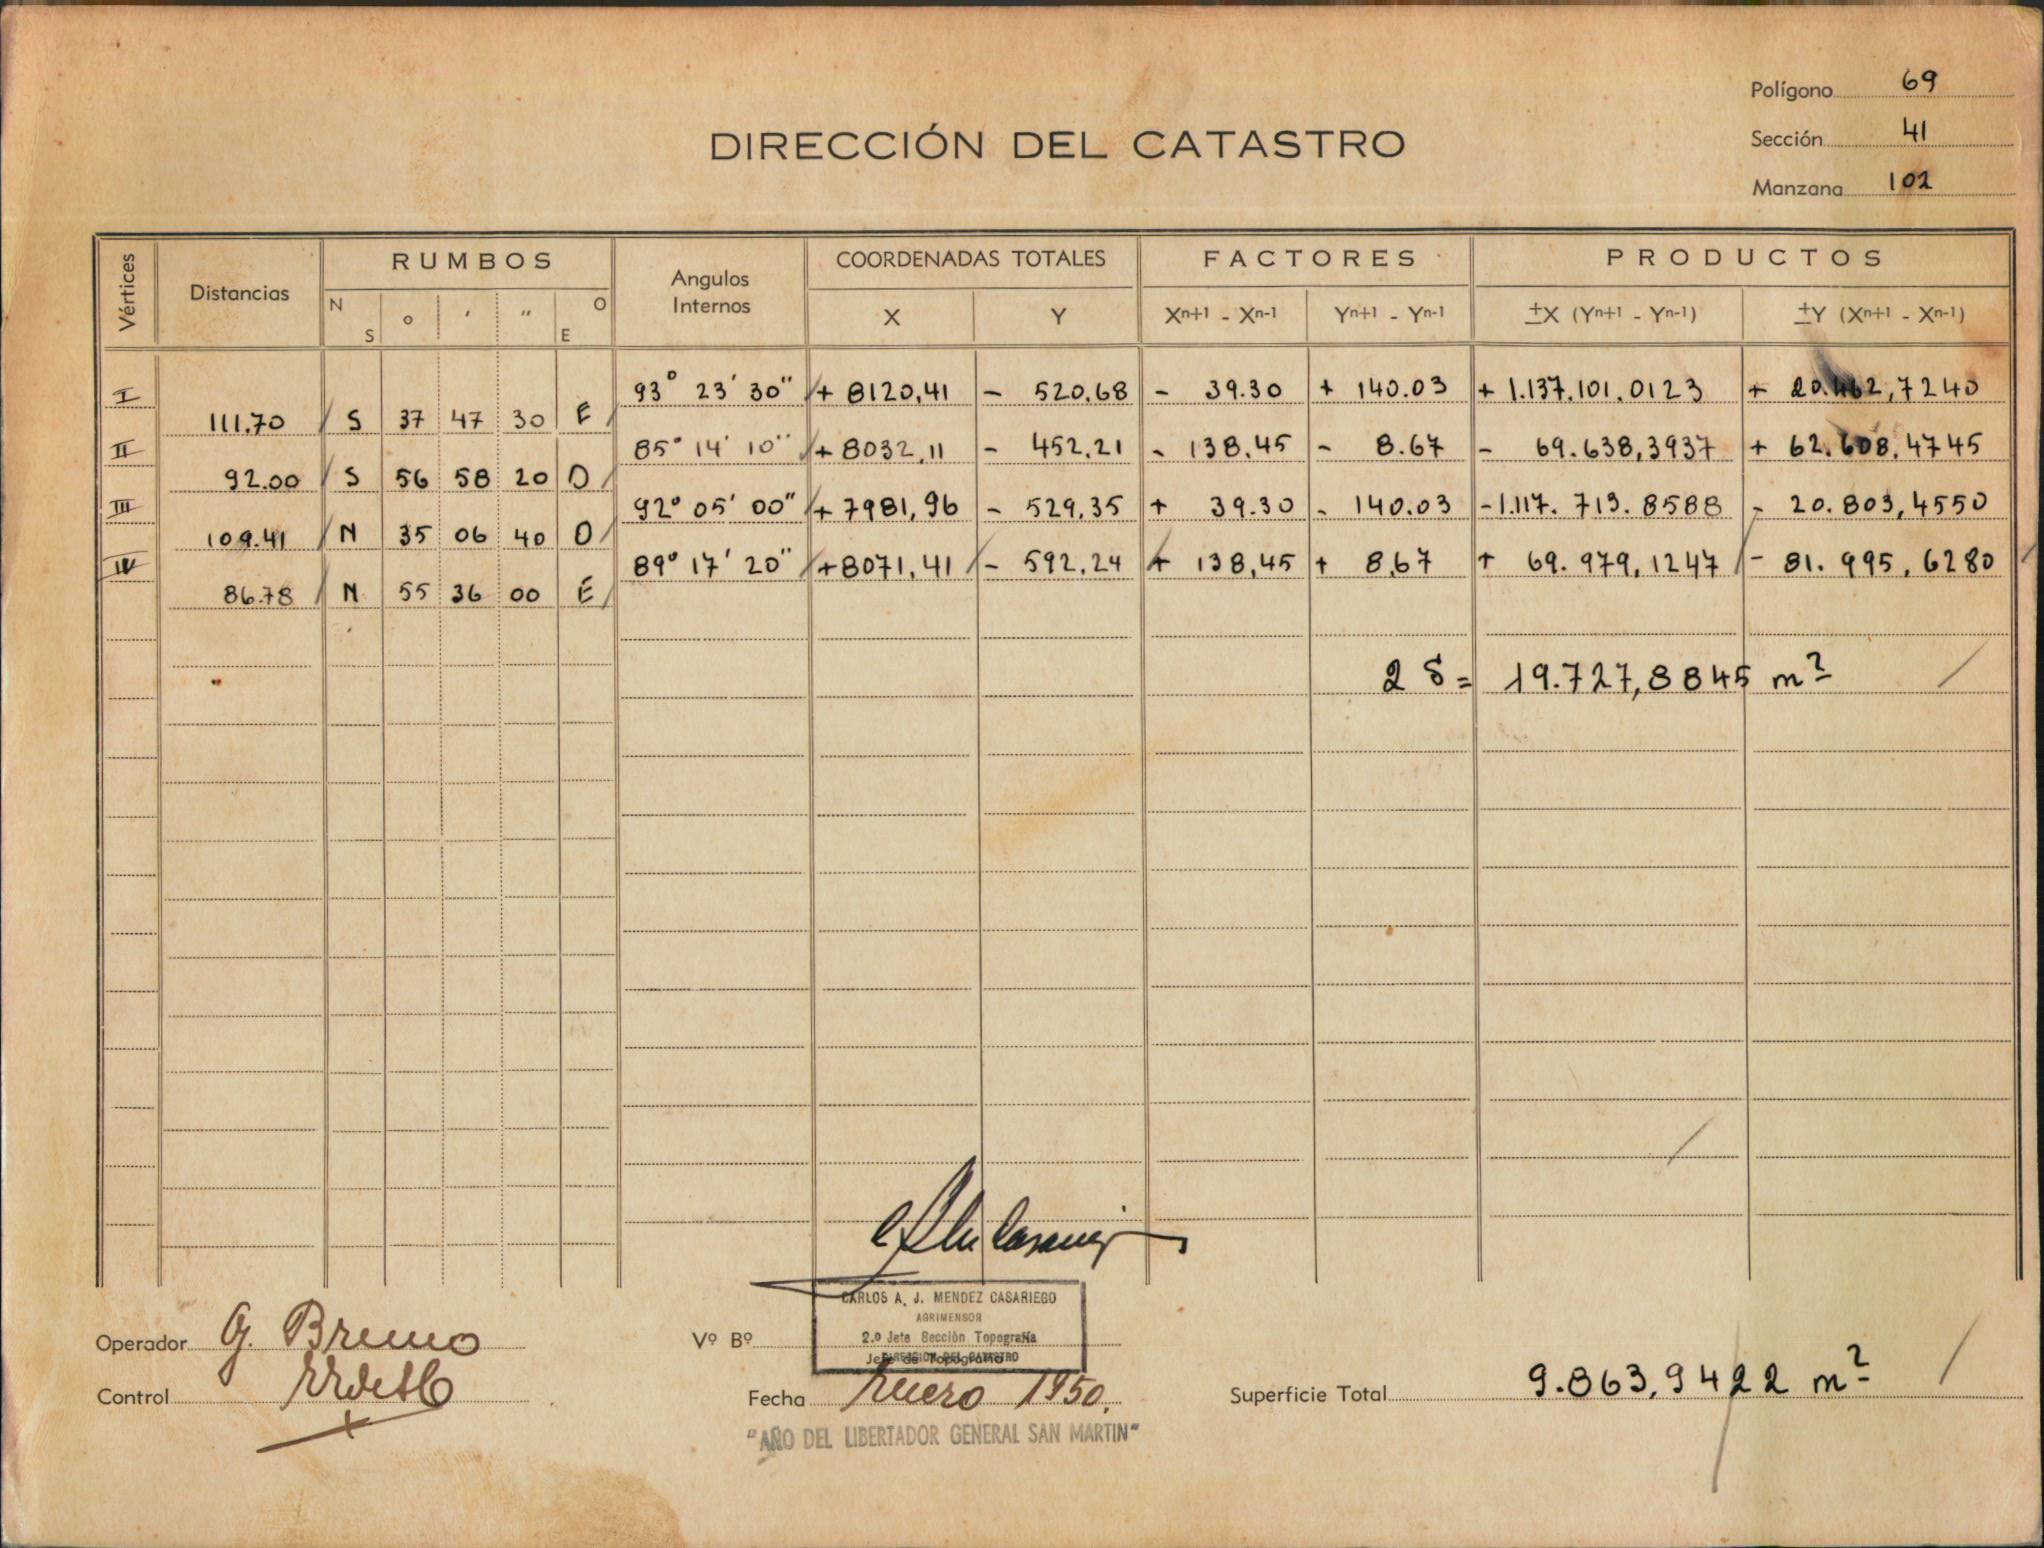 Polígono 69
DIRECCIÓN DEL CATASTRO
Sección 41
Manzana 102
Vértices Distancias RUMBOS Angulos Internos COORDENADAS TOTALES FACTORES PRODUCTOS
N S ° ' " O E X Y Xn+1 - Xn-1 Yn+1 - Yn-1 ±X (Yn+1 - Yn-1) ±Y (Xn+1 - Xn-1)
I 93° 23' 30" + 8120,41 - 520,68 - 39.30 + 140.03 + 1.137.101.0123 + 20.462,7240
111.70 S 37 47 30 E
II 85° 14' 10" + 8032,11 - 452,21 - 138,45 - 8.67 - 69.638,3937 + 62.608.4745
92.00 S 56 58 20 O
III 92° 05' 00" + 7981,96 - 529,35 + 39.30 - 140.03 - 1.117.713.8588 - 20.803,4550
109.41 N 35 06 40 O
IV 89° 17' 20" + 8071,41 - 592,24 + 138,45 + 8,67 + 69.979,1247 - 81.995,6280
86.78 N 55 36 00 E
2 S = 19.727,8845 m²
CARLOS A. J. MENDEZ CASARIEGO
AGRIMENSOR
2.º Jefe Sección Topografía
DIRECCION DEL CATASTRO
Jefe de Topografía
Operador G. Bruno
Vº Bº
Control
Fecha Enero 1950.
Superficie Total 9.863,9422 m²
"AÑO DEL LIBERTADOR GENERAL SAN MARTIN"